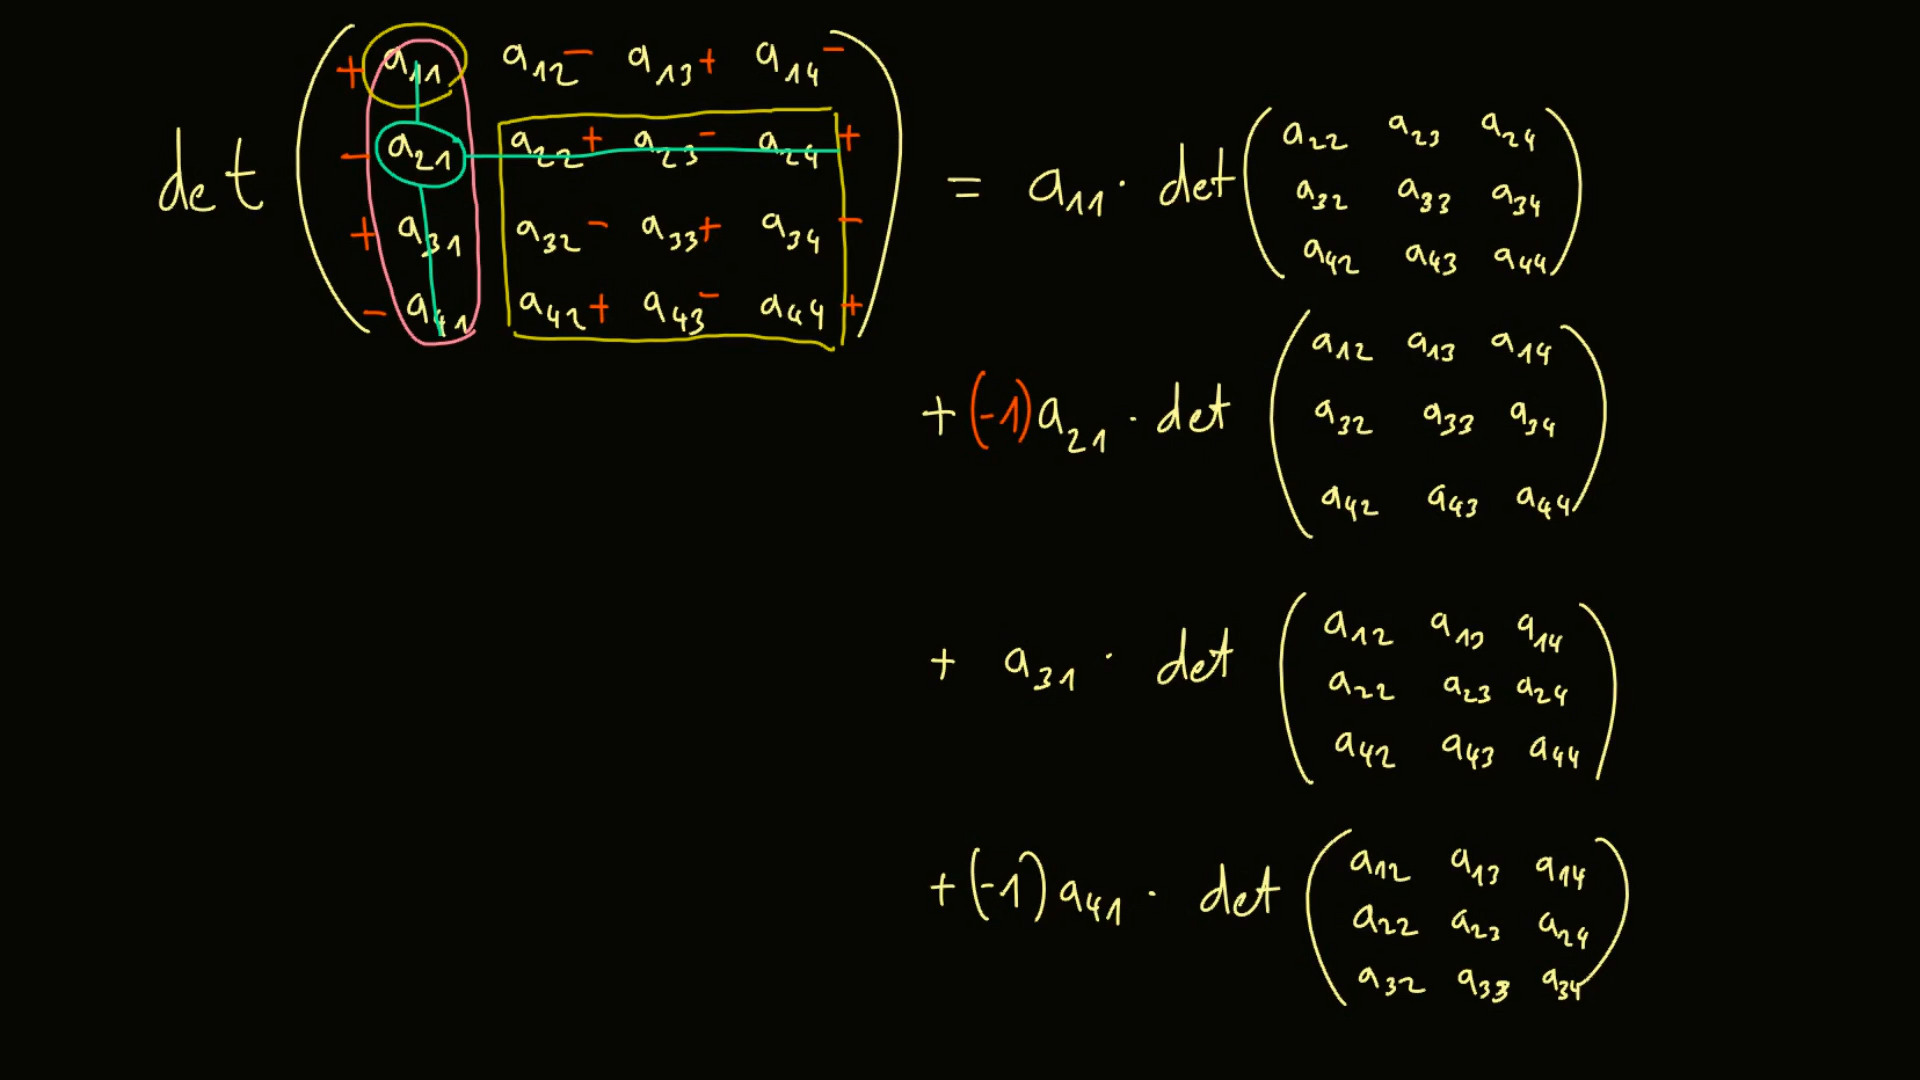 + a11 a12 - a13 + a14 -
- a21 a22 + a23 - a24 +
det
+ a31 a32 - a33 + a34 -
- a41 a42 + a43 - a44 +
= a11 · det
a22 a23 a24
a32 a33 a34
a42 a43 a44
+ (-1) a21 · det
a12 a13 a14
a32 a33 a34
a42 a43 a44
+ a31 · det
a12 a13 a14
a22 a23 a24
a42 a43 a44
+ (-1) a41 · det
a12 a13 a14
a22 a23 a24
a32 a33 a34